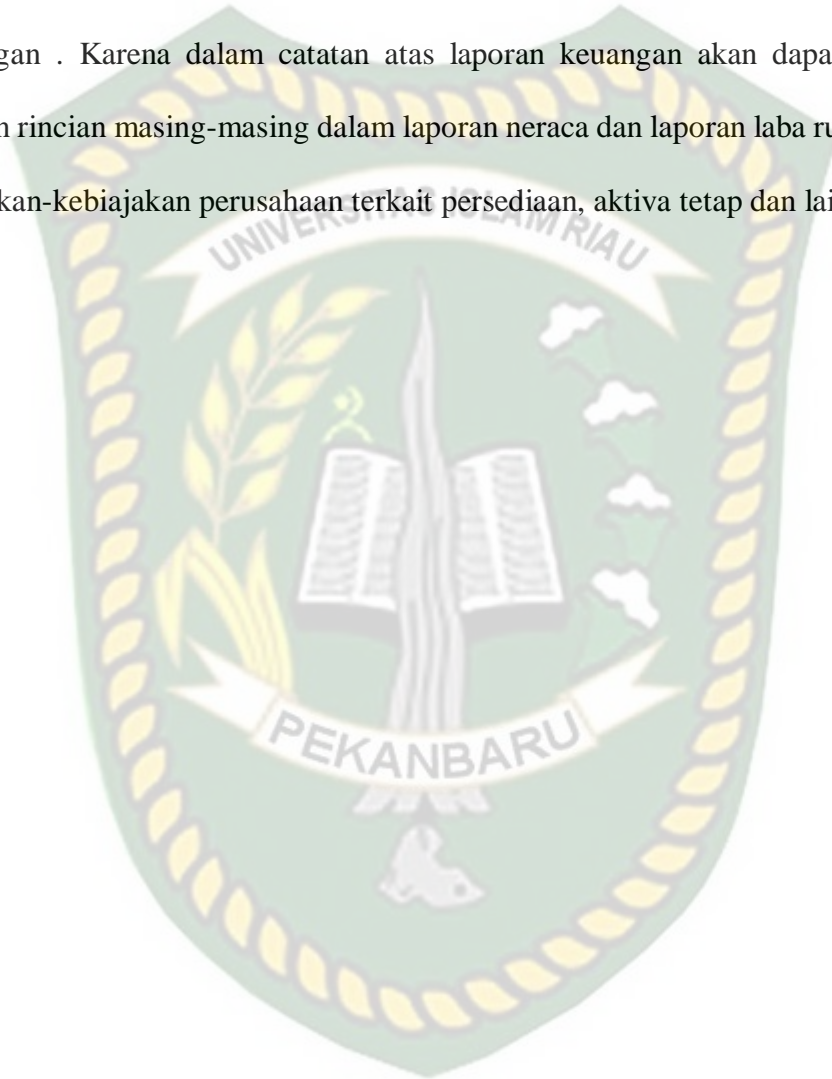 gan . Karena dalam catatan atas laporan keuangan akan dapa
n rincian masing-masing dalam laporan neraca dan laporan laba ru
kan-kebiajakan perusahaan terkait persediaan, aktiva tetap dan lai
UNIVERSITAS ISLAM RIAU
PEKANBARU